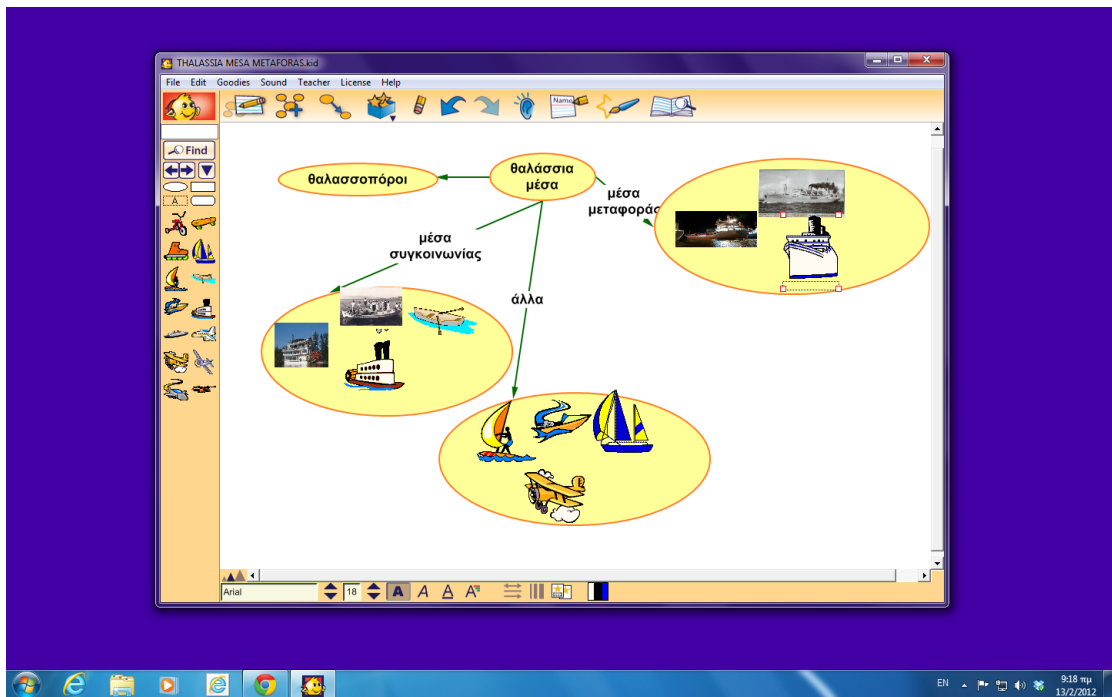 THALASSIA MESA METAFORAS.kid
File Edit Goodies Sound Teacher License Help
Name
Find
A
θαλασσοπόροι
θαλάσσια
μέσα
μέσα
μεταφοράς
μέσα
συγκοινωνίας
άλλα
Arial 18 A A A A
EN 9:18 πμ
13/2/2012